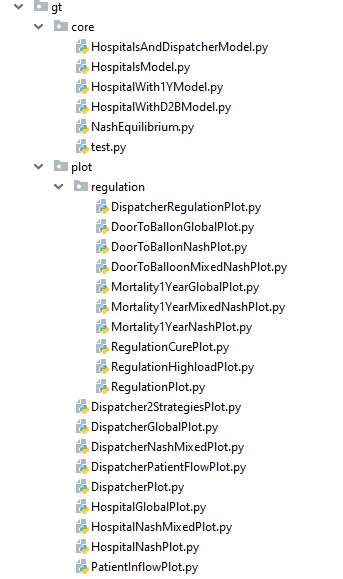 gt
core
HospitalsAndDispatcherModel.py
HospitalsModel.py
HospitalWith1YModel.py
HospitalWithD2BModel.py
NashEquilibrium.py
test.py
plot
regulation
DispatcherRegulationPlot.py
DoorToBallonGlobalPlot.py
DoorToBallonNashPlot.py
DoorToBalloonMixedNashPlot.py
Mortality1YearGlobalPlot.py
Mortality1YearMixedNashPlot.py
Mortality1YearNashPlot.py
RegulationCurePlot.py
RegulationHighloadPlot.py
RegulationPlot.py
Dispatcher2StrategiesPlot.py
DispatcherGlobalPlot.py
DispatcherNashMixedPlot.py
DispatcherPatientFlowPlot.py
DispatcherPlot.py
HospitalGlobalPlot.py
HospitalNashMixedPlot.py
HospitalNashPlot.py
PatientInflowPlot.py